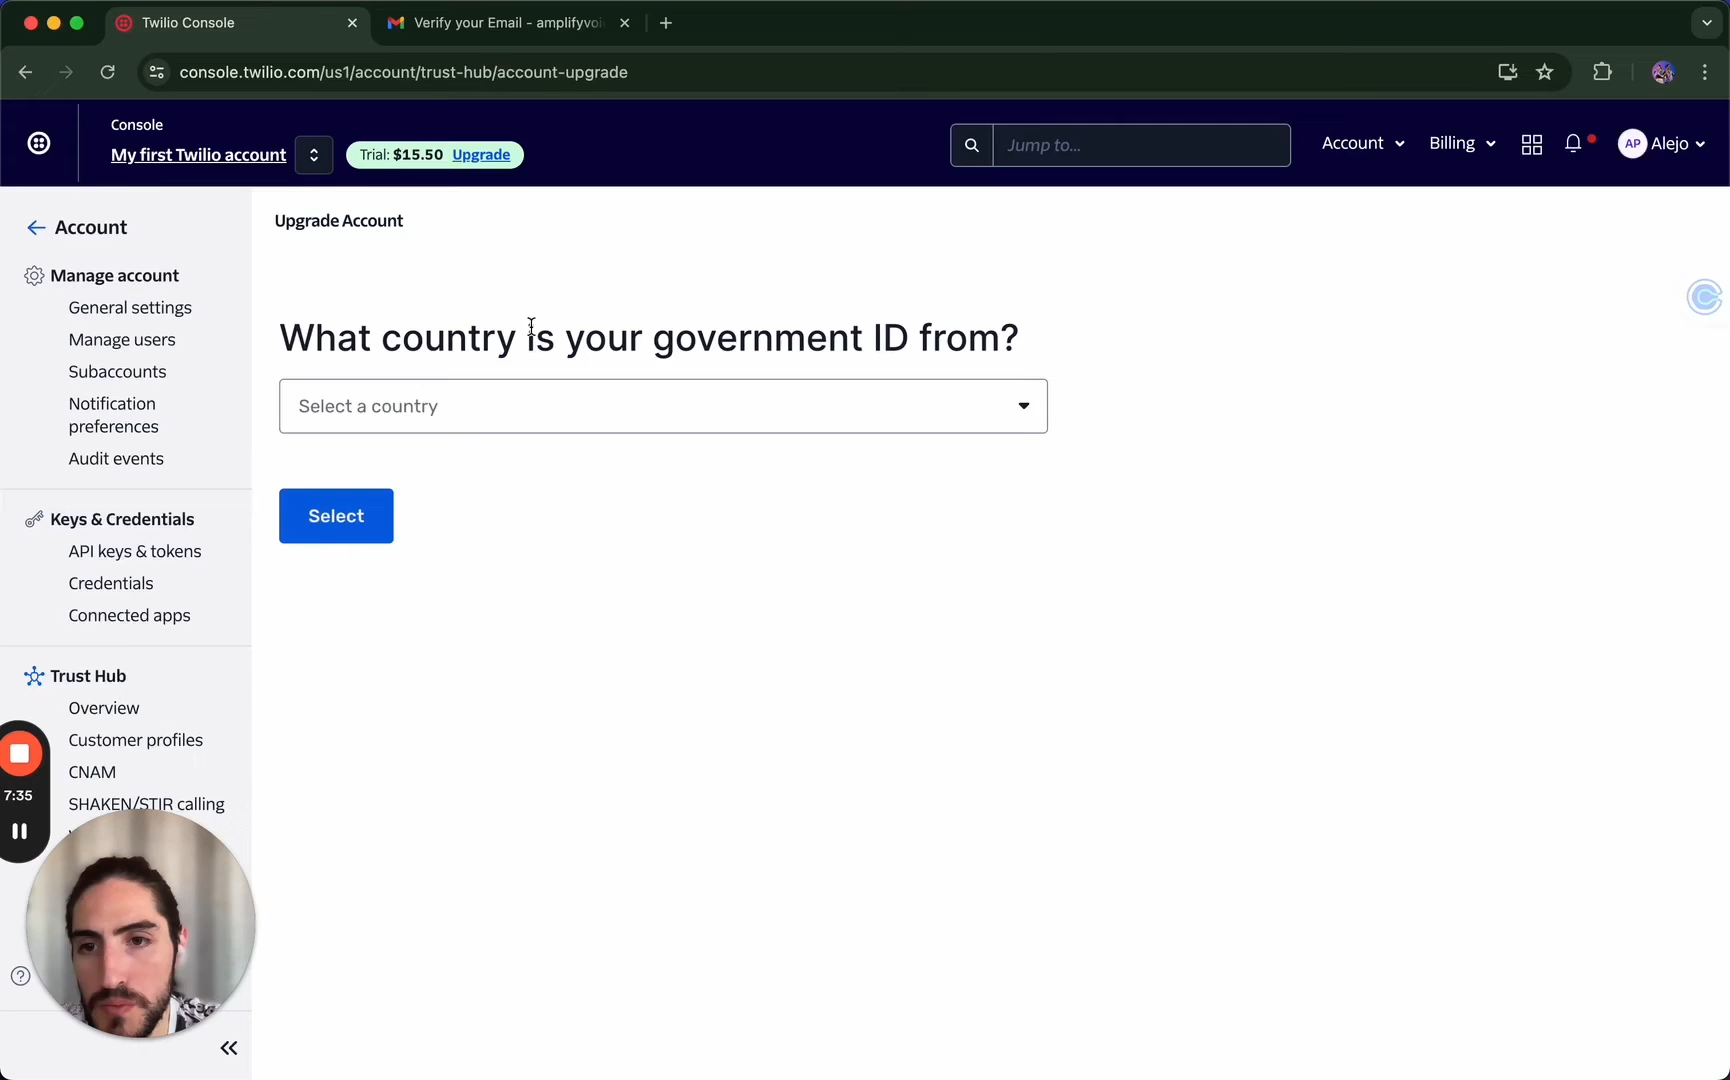 Twilio Console
Verify your Email - amplifyvoi
console.twilio.com/us1/account/trust-hub/account-upgrade
Console
My first Twilio account
Trial: $15.50 Upgrade
Jump to...
Account
Billing
AP
Alejo
Account
Manage account
General settings
Manage users
Subaccounts
Notification
preferences
Audit events
Keys & Credentials
API keys & tokens
Credentials
Connected apps
Trust Hub
Overview
Customer profiles
CNAM
SHAKEN/STIR calling
7:35
Upgrade Account
What country is your government ID from?
Select a country
Select